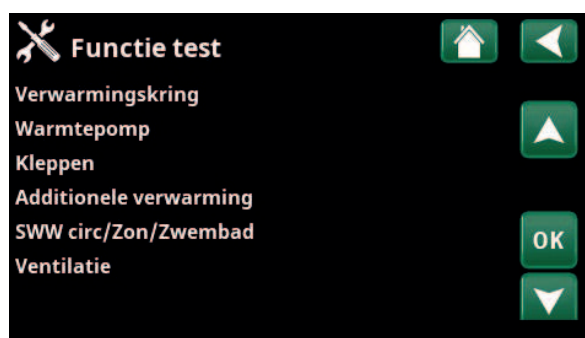 Functie test
Verwarmingskring
Warmtepomp
Kleppen
Additionele verwarming
SWW circ/Zon/Zwembad
OK
Ventilatie